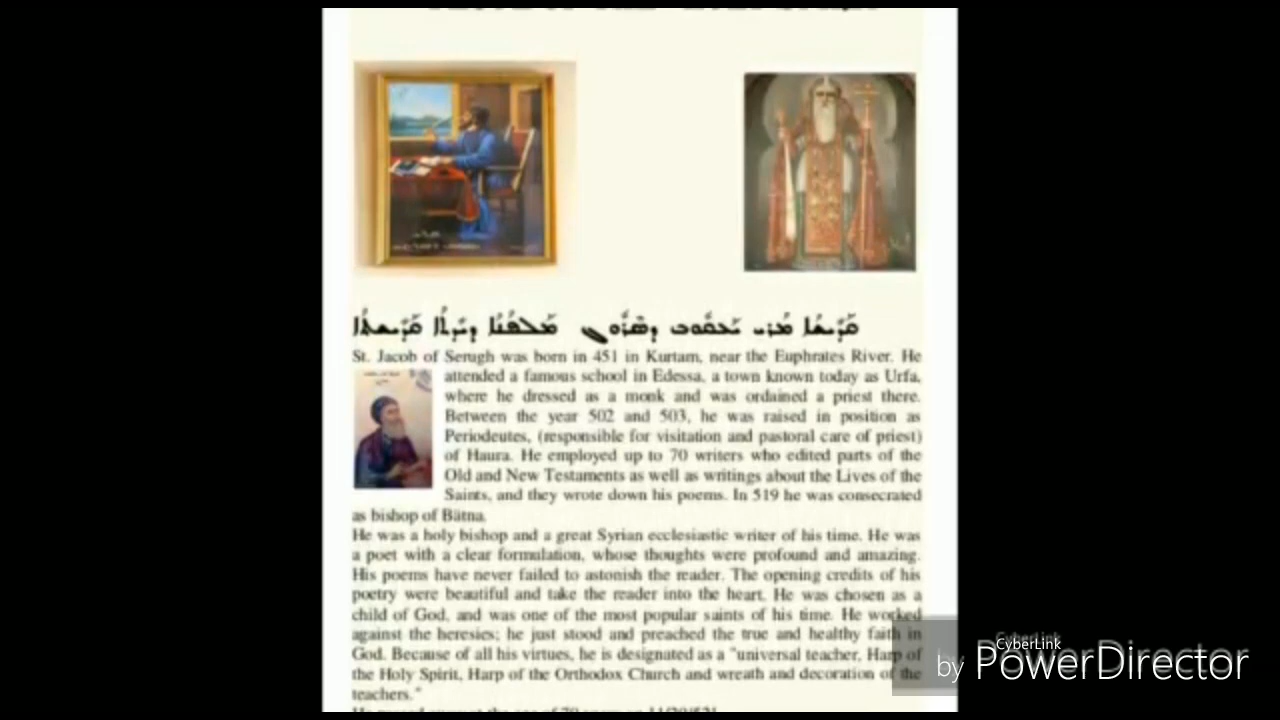 ܩܕܝܫܐ ܡܪܝ ܝܥܩܘܒ ܕܣܪܘܓ ܡܠܦܢܐ ܕܥܕܬܐ ܩܕܝܫܬܐ
St. Jacob of Serugh was born in 451 in Kurtam, near the Euphrates River. He
attended a famous school in Edessa, a town known today as Urfa,
where he dressed as a monk and was ordained a priest there.
Between the year 502 and 503, he was raised in position as
Periodeutes, (responsible for visitation and pastoral care of priest)
of Haura. He employed up to 70 writers who edited parts of the
Old and New Testaments as well as writings about the Lives of the
Saints, and they wrote down his poems. In 519 he was consecrated
as bishop of Bätna.
He was a holy bishop and a great Syrian ecclesiastic writer of his time. He was
a poet with a clear formulation, whose thoughts were profound and amazing.
His poems have never failed to astonish the reader. The opening credits of his
poetry were beautiful and take the reader into the heart. He was chosen as a
child of God, and was one of the most popular saints of his time. He worked
against the heresies; he just stood and preached the true and healthy faith in
God. Because of all his virtues, he is designated as a "universal teacher, Harp of
the Holy Spirit, Harp of the Orthodox Church and wreath and decoration of the
teachers."
CyberLink
by PowerDirector